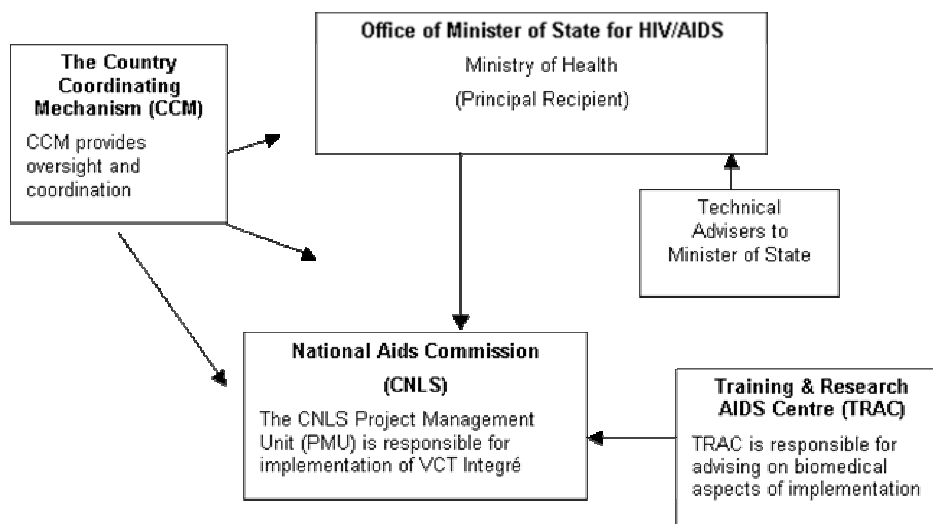 The Country
Coordinating
Mechanism (CCM)
CCM provides
oversight and
coordination
Office of Minister of State for HIV/AIDS
Ministry of Health
(Principal Recipient)
Technical
Advisers to
Minister of State
National Aids Commission
(CNLS)
The CNLS Project Management
Unit (PMU) is responsible for
implementation of VCT Integré
Training & Research
AIDS Centre (TRAC)
TRAC is responsible for
advising on biomedical
aspects of implementation